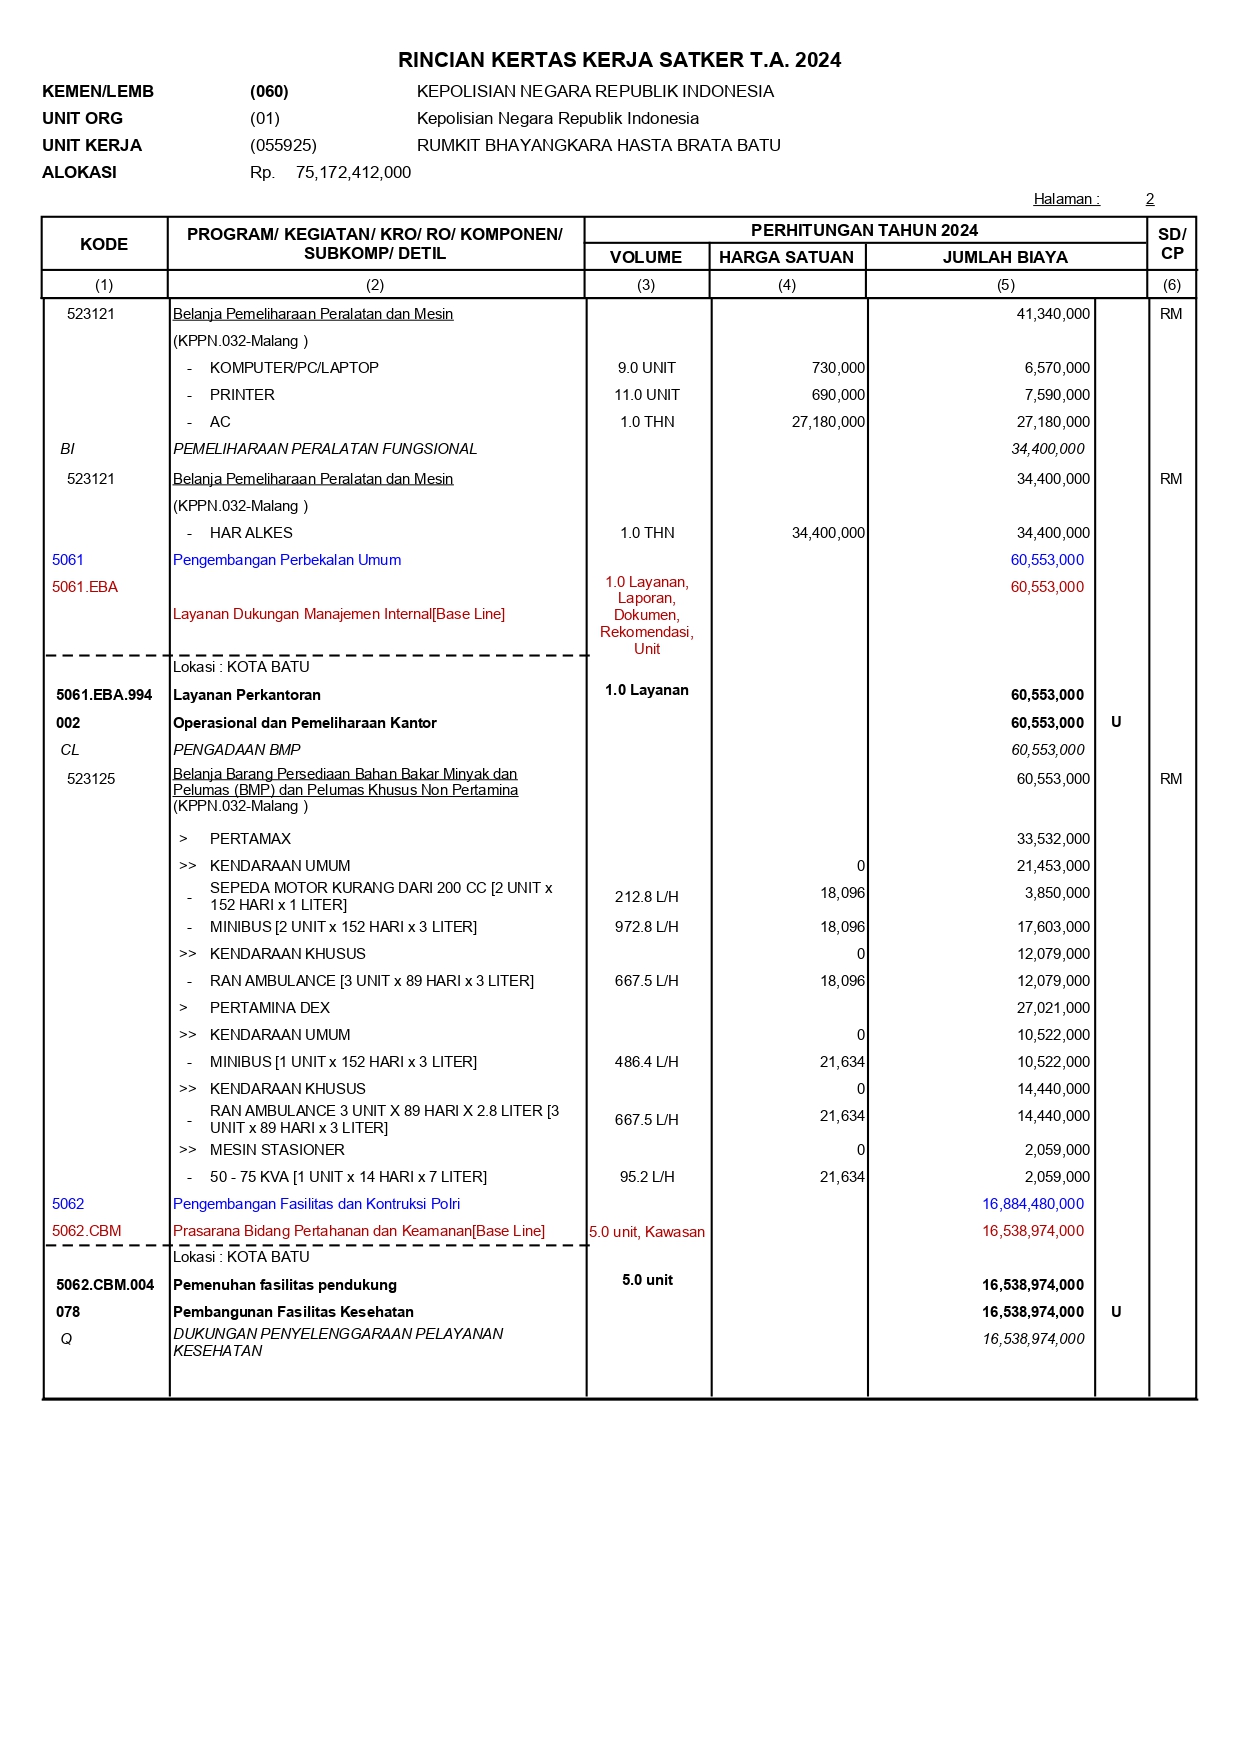 RINCIAN KERTAS KERJA SATKER T.A. 2024
KEMEN/LEMB (060) KEPOLISIAN NEGARA REPUBLIK INDONESIA
UNIT ORG (01) Kepolisian Negara Republik Indonesia
UNIT KERJA (055925) RUMKIT BHAYANGKARA HASTA BRATA BATU
ALOKASI Rp. 75,172,412,000
Halaman : 2
KODE PROGRAM/ KEGIATAN/ KRO/ RO/ KOMPONEN/ SUBKOMP/ DETIL PERHITUNGAN TAHUN 2024 SD/ CP
VOLUME HARGA SATUAN JUMLAH BIAYA
(1) (2) (3) (4) (5) (6)
523121 Belanja Pemeliharaan Peralatan dan Mesin 41,340,000 RM
(KPPN.032-Malang )
- KOMPUTER/PC/LAPTOP 9.0 UNIT 730,000 6,570,000
- PRINTER 11.0 UNIT 690,000 7,590,000
- AC 1.0 THN 27,180,000 27,180,000
BI PEMELIHARAAN PERALATAN FUNGSIONAL 34,400,000
523121 Belanja Pemeliharaan Peralatan dan Mesin 34,400,000 RM
(KPPN.032-Malang )
- HAR ALKES 1.0 THN 34,400,000 34,400,000
5061 Pengembangan Perbekalan Umum 60,553,000
5061.EBA 1.0 Layanan, 60,553,000
Laporan,
Layanan Dukungan Manajemen Internal[Base Line] Dokumen,
Rekomendasi,
Unit
Lokasi : KOTA BATU
5061.EBA.994 Layanan Perkantoran 1.0 Layanan 60,553,000
002 Operasional dan Pemeliharaan Kantor 60,553,000 U
CL PENGADAAN BMP 60,553,000
523125 Belanja Barang Persediaan Bahan Bakar Minyak dan 60,553,000 RM
Pelumas (BMP) dan Pelumas Khusus Non Pertamina
(KPPN.032-Malang )
> PERTAMAX 33,532,000
>> KENDARAAN UMUM 0 21,453,000
- SEPEDA MOTOR KURANG DARI 200 CC [2 UNIT x 212.8 L/H 18,096 3,850,000
152 HARI x 1 LITER]
- MINIBUS [2 UNIT x 152 HARI x 3 LITER] 972.8 L/H 18,096 17,603,000
>> KENDARAAN KHUSUS 0 12,079,000
- RAN AMBULANCE [3 UNIT x 89 HARI x 3 LITER] 667.5 L/H 18,096 12,079,000
> PERTAMINA DEX 27,021,000
>> KENDARAAN UMUM 0 10,522,000
- MINIBUS [1 UNIT x 152 HARI x 3 LITER] 486.4 L/H 21,634 10,522,000
>> KENDARAAN KHUSUS 0 14,440,000
- RAN AMBULANCE 3 UNIT X 89 HARI X 2.8 LITER [3 667.5 L/H 21,634 14,440,000
UNIT x 89 HARI x 3 LITER]
>> MESIN STASIONER 0 2,059,000
- 50 - 75 KVA [1 UNIT x 14 HARI x 7 LITER] 95.2 L/H 21,634 2,059,000
5062 Pengembangan Fasilitas dan Kontruksi Polri 16,884,480,000
5062.CBM Prasarana Bidang Pertahanan dan Keamanan[Base Line] 5.0 unit, Kawasan 16,538,974,000
Lokasi : KOTA BATU
5062.CBM.004 Pemenuhan fasilitas pendukung 5.0 unit 16,538,974,000
078 Pembangunan Fasilitas Kesehatan 16,538,974,000 U
Q DUKUNGAN PENYELENGGARAAN PELAYANAN 16,538,974,000
KESEHATAN